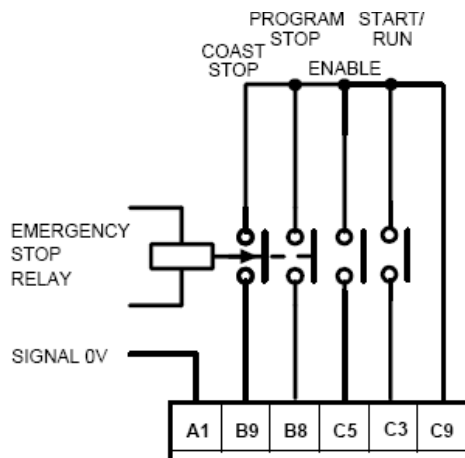 PROGRAM START/
STOP RUN
COAST
STOP ENABLE
EMERGENCY
STOP
RELAY
SIGNAL 0V
A1 B9 B8 C5 C3 C9